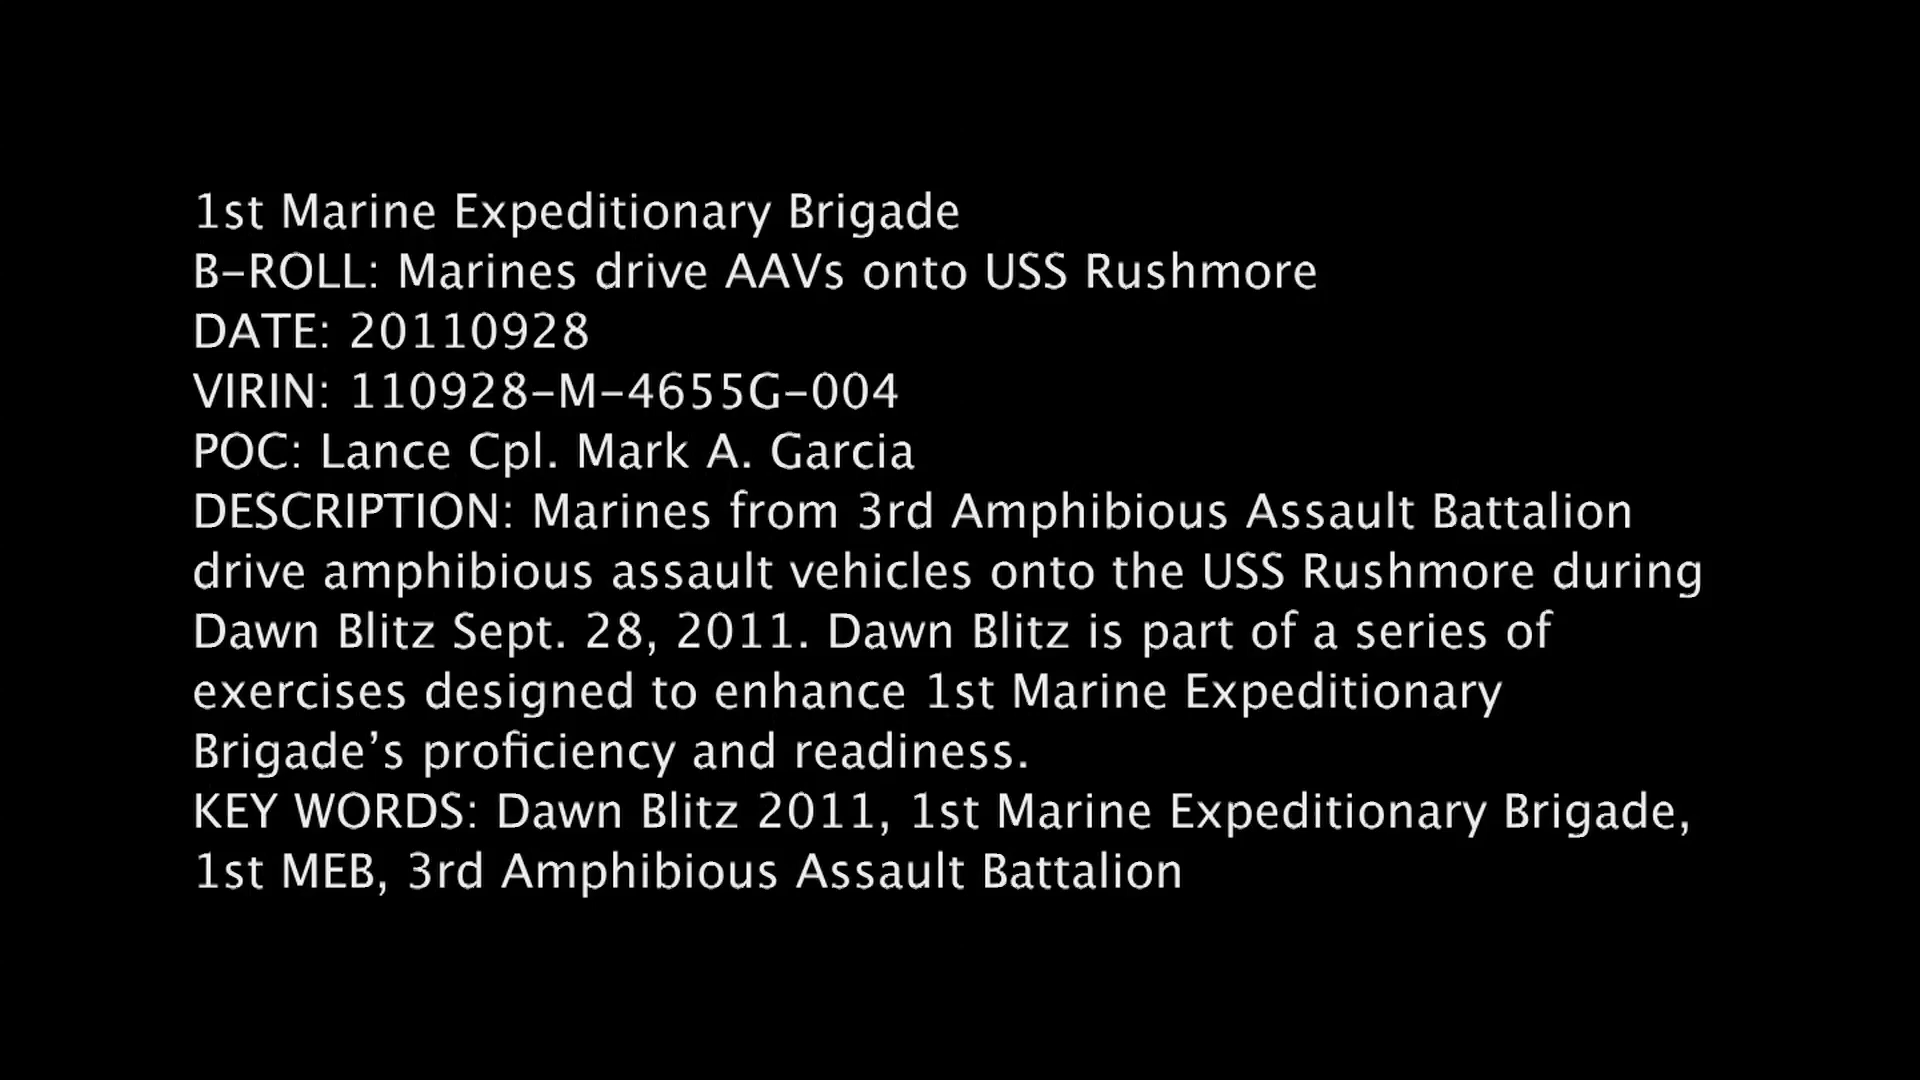 1st Marine Expeditionary Brigade
B-ROLL: Marines drive AAVs onto USS Rushmore
DATE: 20110928
VIRIN: 110928-M-4655G-004
POC: Lance Cpl. Mark A. Garcia
DESCRIPTION: Marines from 3rd Amphibious Assault Battalion
drive amphibious assault vehicles onto the USS Rushmore during
Dawn Blitz Sept. 28, 2011. Dawn Blitz is part of a series of
exercises designed to enhance 1st Marine Expeditionary
Brigade’s proficiency and readiness.
KEY WORDS: Dawn Blitz 2011, 1st Marine Expeditionary Brigade,
1st MEB, 3rd Amphibious Assault Battalion